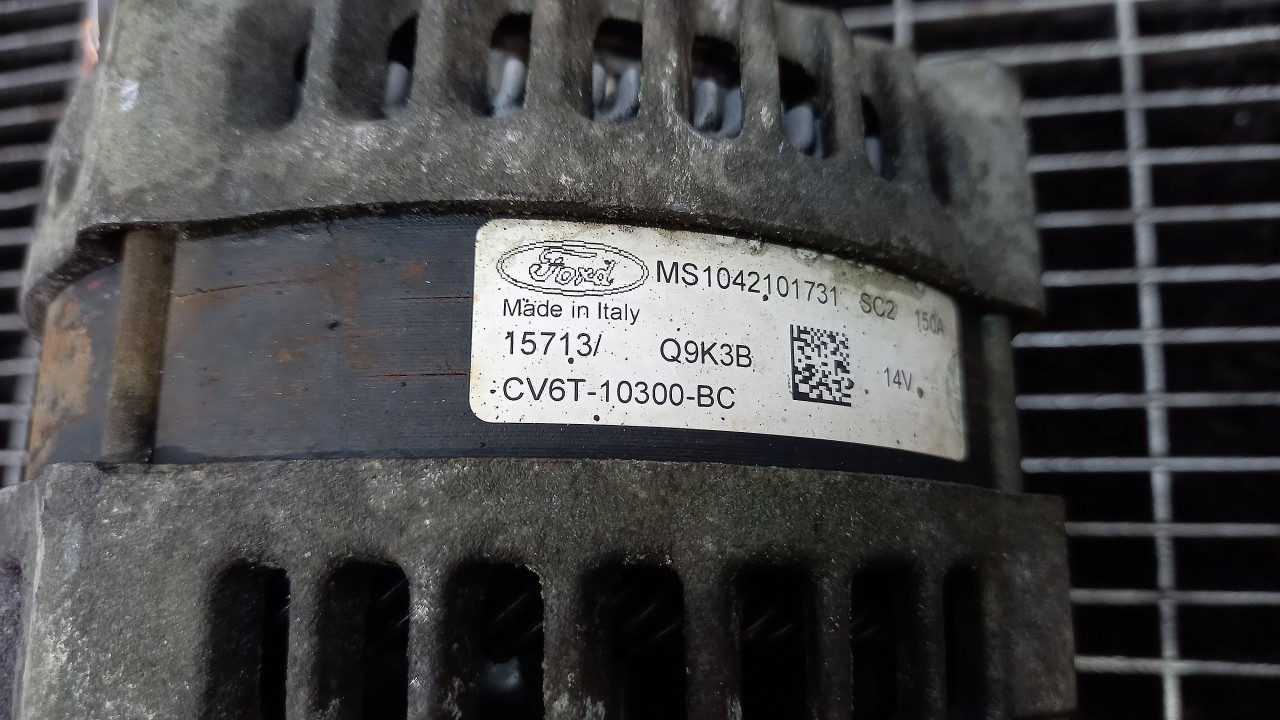 Ford MS1042101731 SC2 150A
Made in Italy
15713/ Q9K3B 14V
CV6T-10300-BC